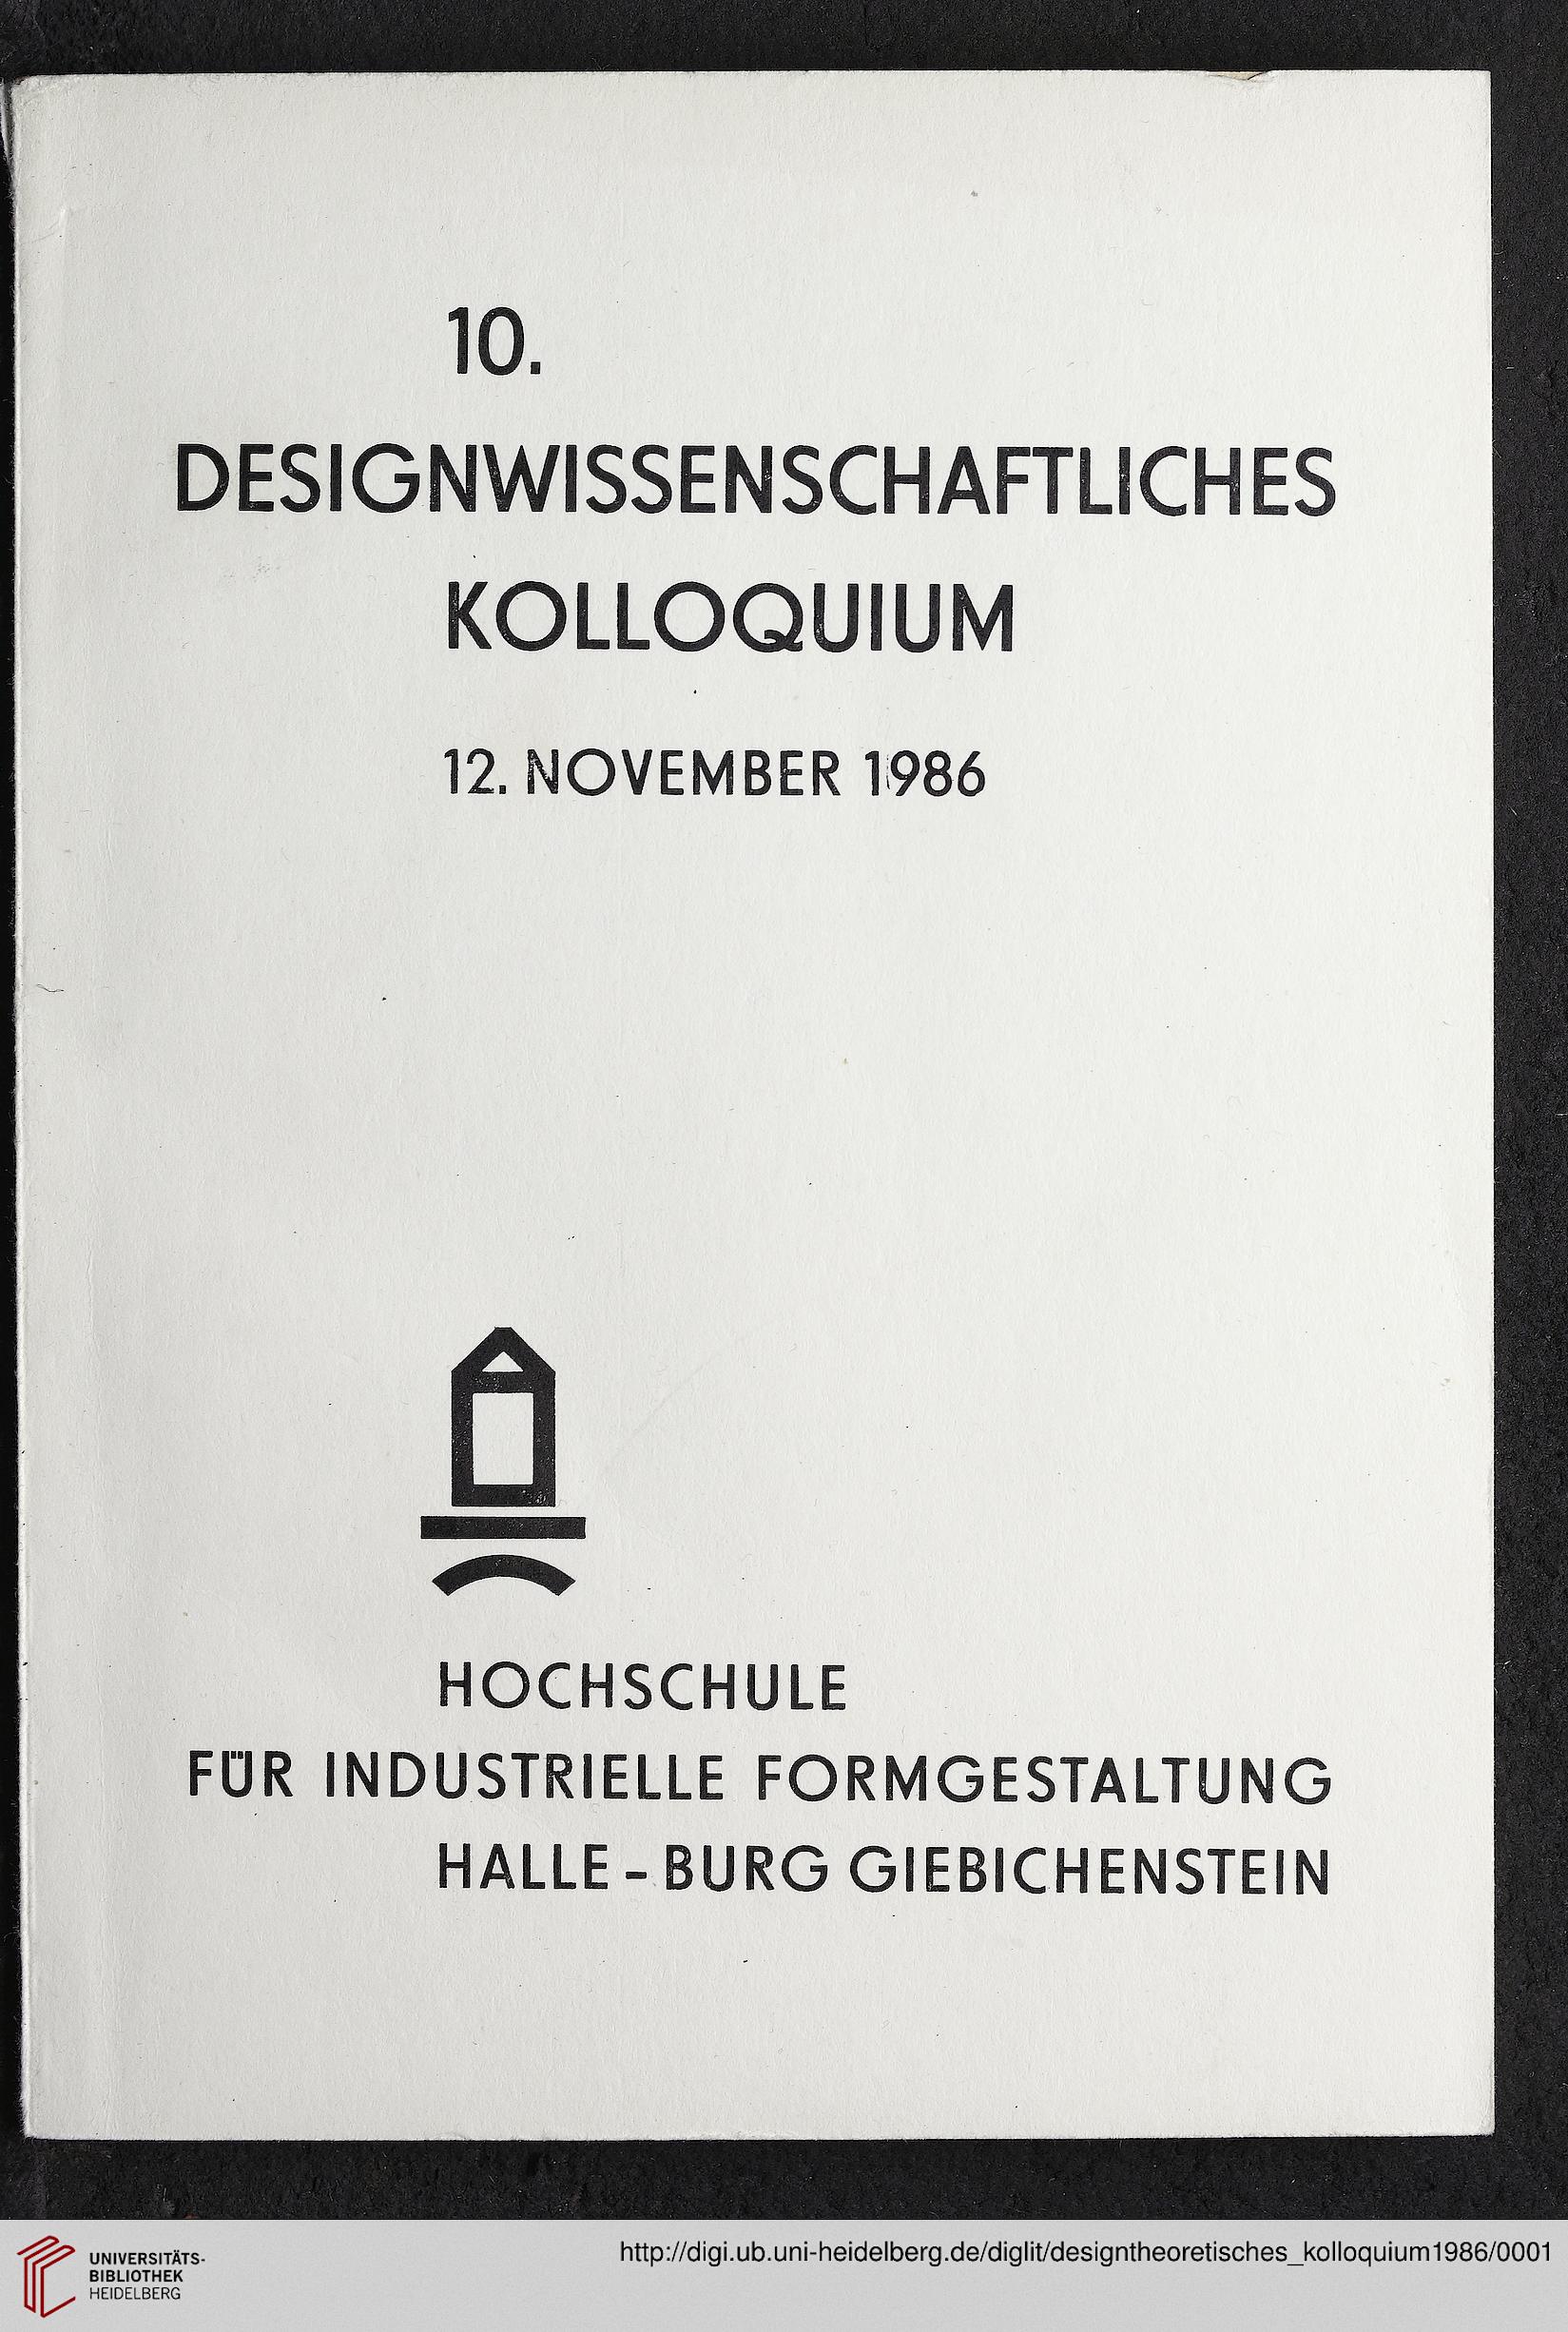 10.
DESIGNWISSENSCHAFTLICHES
KOLLOQUIUM
12. NOVEMBER 1986
HOCHSCHULE
FÜR INDUSTRIELLE FORMGESTALTUNG
HALLE - BURG GIEBICHENSTEIN
UNIVERSITÄTS-
BIBLIOTHEK
HEIDELBERG
http://digi.ub.uni-heidelberg.de/diglit/designtheoretisches_kolloquium1986/0001